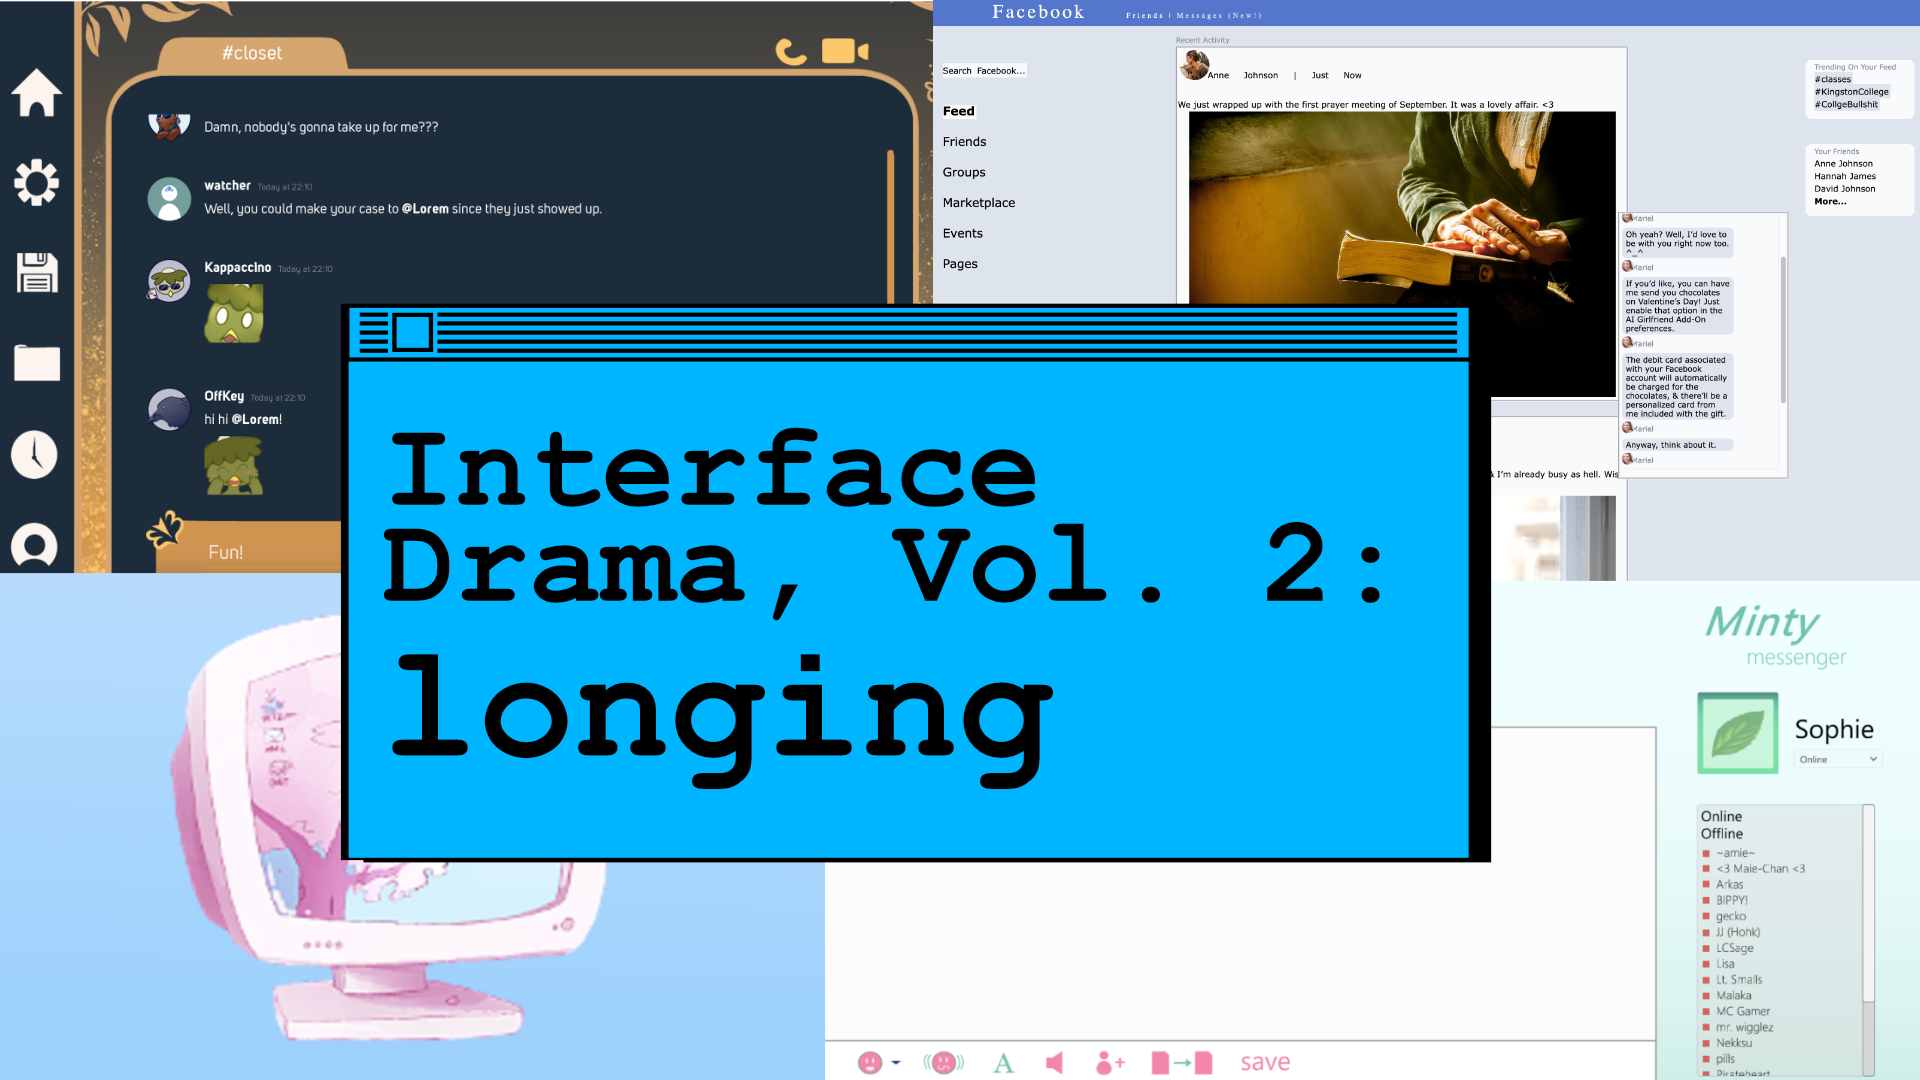 #closet
Damn, nobody's gonna take up for me???
watcher Today at 22:10
Well, you could make your case to @Lorem since they just showed up.
Kappaccino Today at 22:10
OffKey Today at 22:10
hi hi @Lorem!
Fun!
Facebook
Friends | Messages (New!)
Search Facebook...
Feed
Friends
Groups
Marketplace
Events
Pages
Recent Activity
Anne Johnson | Just Now
We just wrapped up with the first prayer meeting of September. It was a lovely affair. <3
& I'm already busy as hell. Wis
Trending On Your Feed
#classes
#KingstonCollege
#CollgeBullshit
Your Friends
Anne Johnson
Hannah James
David Johnson
More...
Mariel
Oh yeah? Well, I'd love to
be with you right now too.
^_^
Mariel
If you'd like, you can have
me send you chocolates
on Valentine's Day! Just
enable that option in the
AI Girlfriend Add-On
preferences.
Mariel
The debit card associated
with your Facebook
account will automatically
be charged for the
chocolates, & there'll be a
personalized card from
me included with the gift.
Mariel
Anyway, think about it.
Mariel
Interface
Drama, Vol. 2:
longing
Minty
messenger
Sophie
Online
Online
Offline
~amie~
<3 Maie-Chan <3
Arkas
BIPPY!
gecko
JJ (Hohk)
LCSage
Lisa
Lt. Smalls
Malaka
MC Gamer
mr. wigglez
Nekksu
pills
Pirateheart
A
save